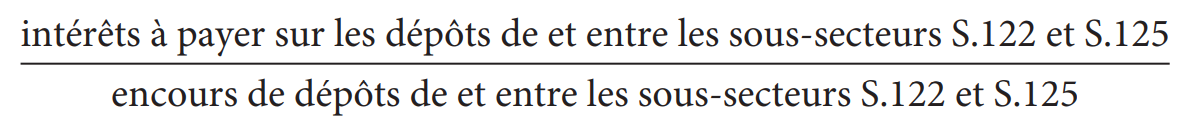 intérêts à payer sur les dépôts de et entre les sous-secteurs S.122 et S.125
encours de dépôts de et entre les sous-secteurs S.122 et S.125